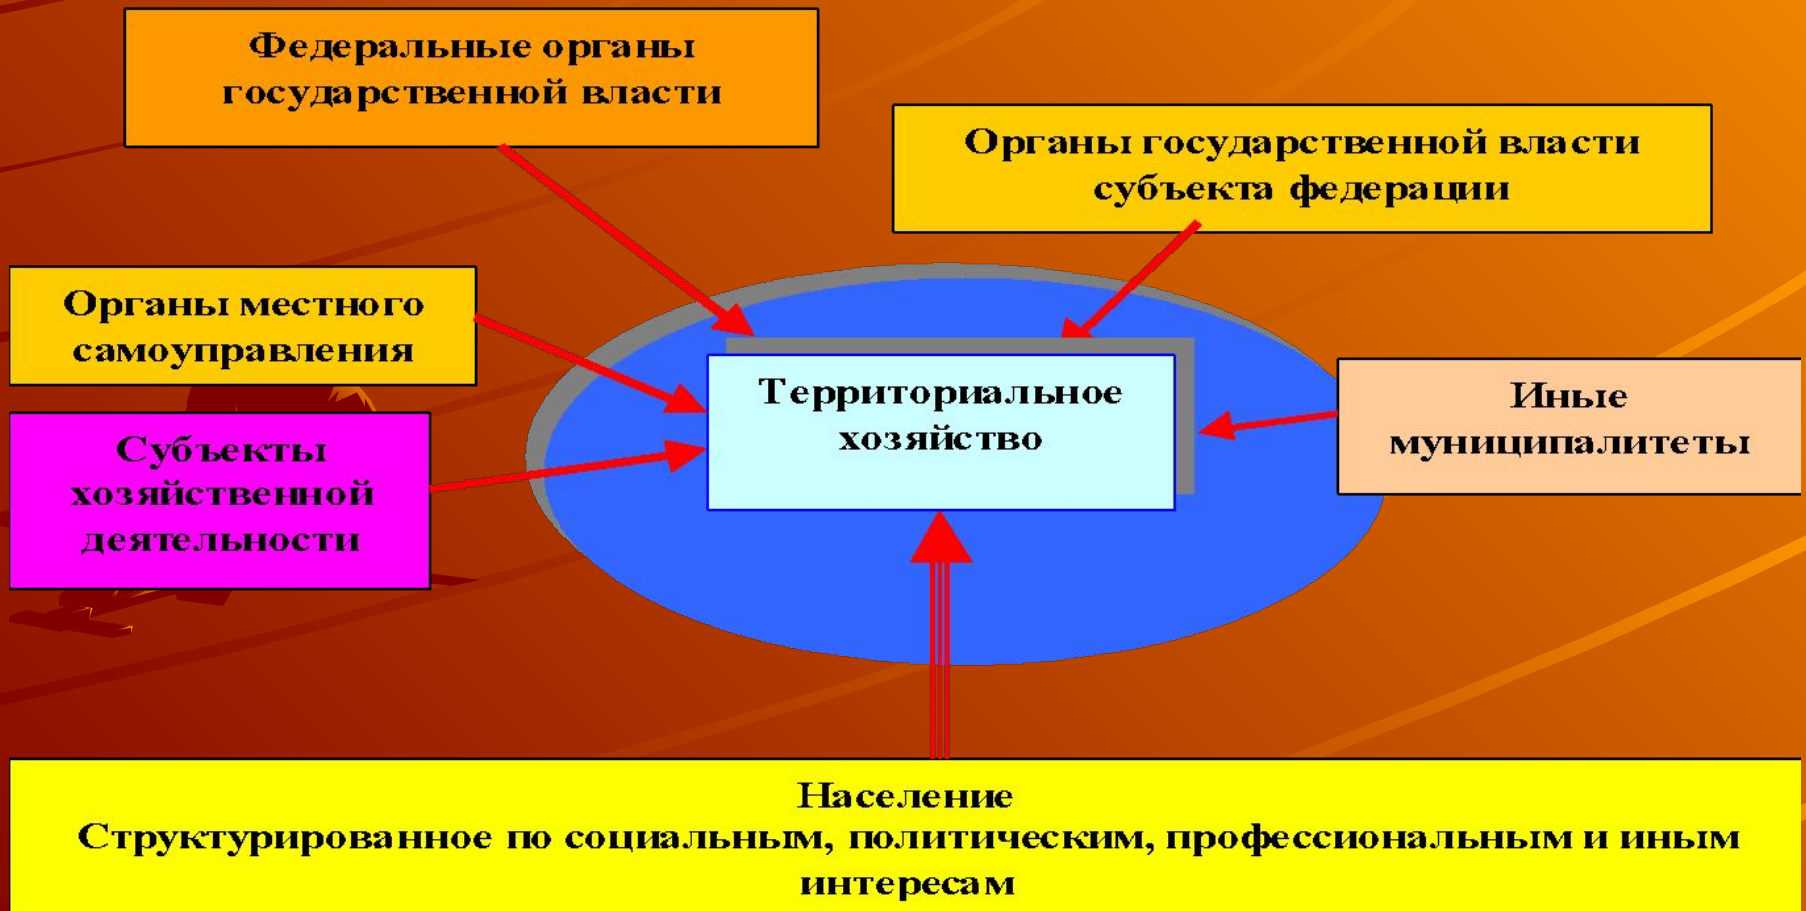 Федеральные органы
государственной власти
Органы государственной власти
субъекта федерации
Органы местного
самоуправления
Территориальное
хозяйство
Иные
муниципалитеты
Субъекты
хозяйственной
деятельности
Население
Структурированное по социальным, политическим, профессиональным и иным
интересам